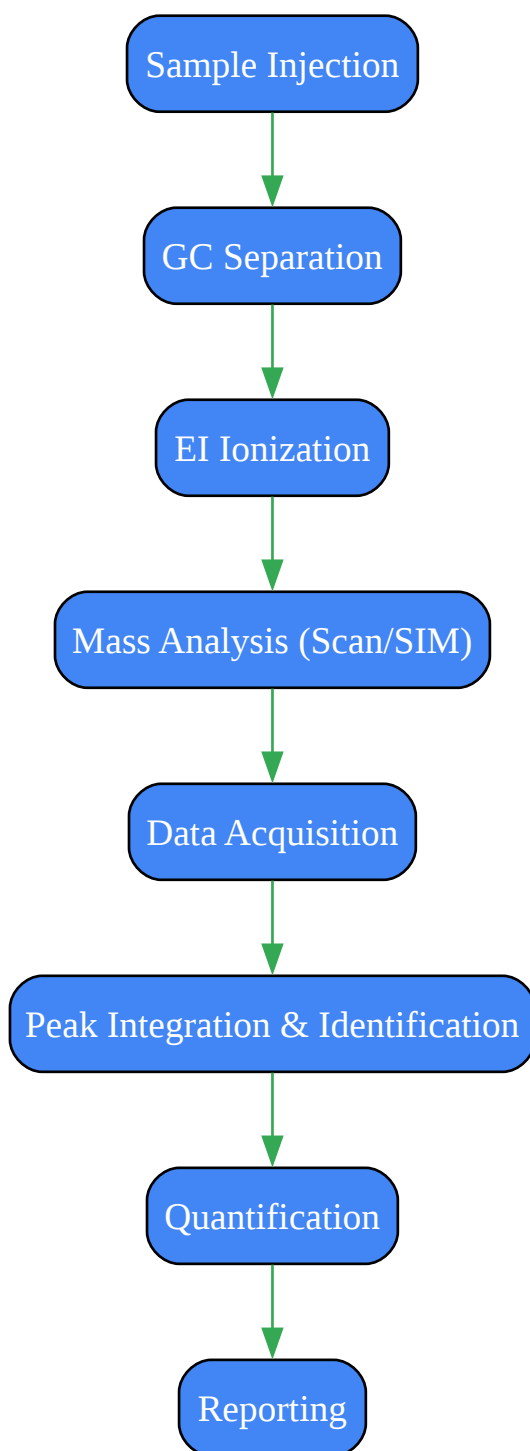 Sample Injection
GC Separation
EI Ionization
Mass Analysis (Scan/SIM)
Data Acquisition
Peak Integration & Identification
Quantification
Reporting